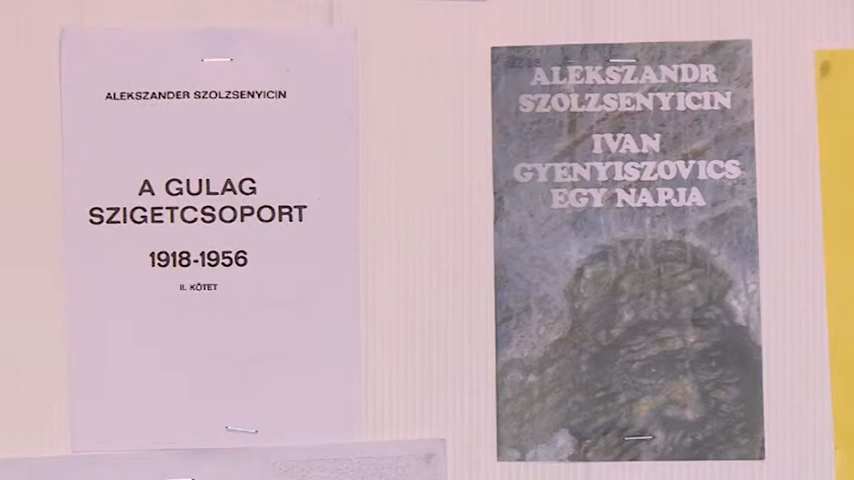 ALEKSZANDER SZOLZSENYICIN
A GULAG
SZIGETCSOPORT
1918-1956
II. KÖTET
ALEKSZANDR
SZOLZSENYICIN
IVAN
GYENYISZOVICS
EGY NAPJA